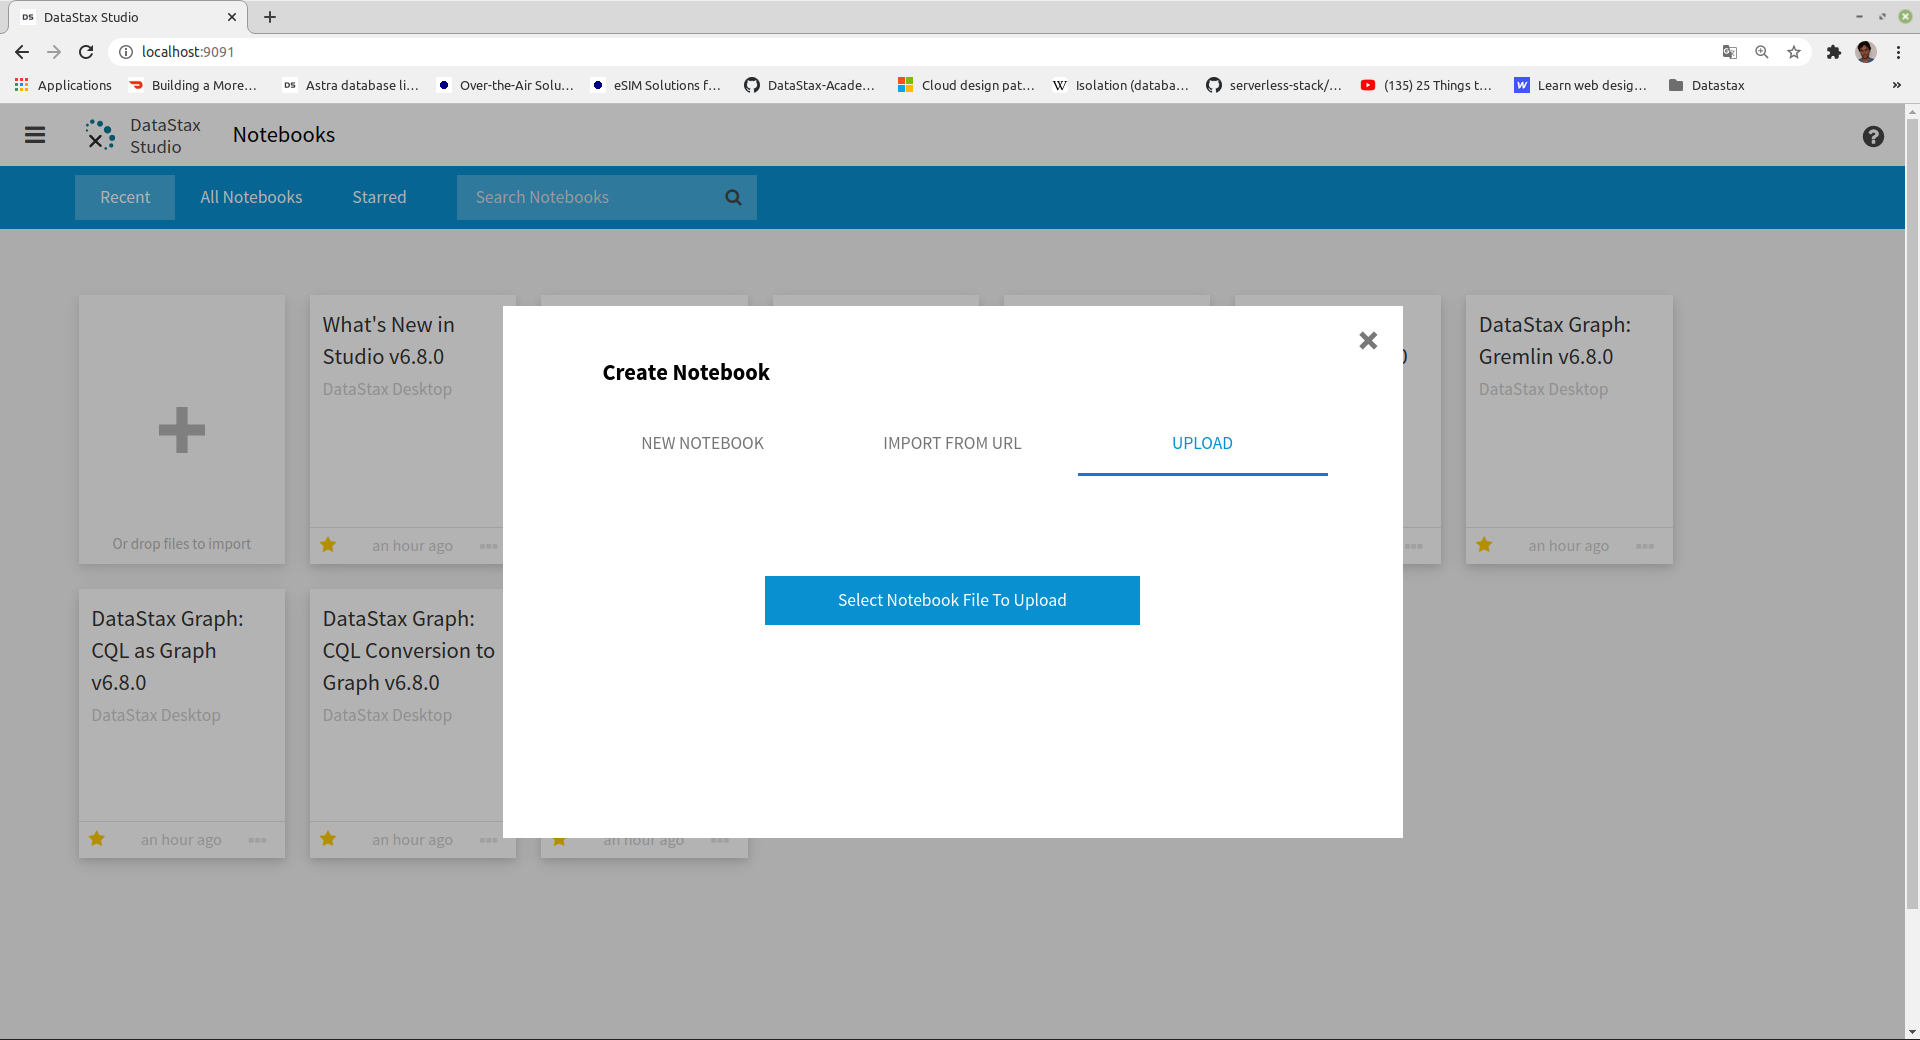 DS DataStax Studio
localhost:9091
Applications Building a More... DS Astra database li... Over-the-Air Solu... eSIM Solutions f... DataStax-Acade... Cloud design pat... W Isolation (databa... serverless-stack/... (135) 25 Things t... W Learn web desig... Datastax »
DataStax
Studio
Notebooks
?
Recent All Notebooks Starred Search Notebooks
Or drop files to import
What's New in
Studio v6.8.0
DataStax Desktop
an hour ago
Create Notebook
NEW NOTEBOOK IMPORT FROM URL UPLOAD
Select Notebook File To Upload
DataStax Graph:
Gremlin v6.8.0
DataStax Desktop
an hour ago
DataStax Graph:
CQL as Graph
v6.8.0
DataStax Desktop
an hour ago
DataStax Graph:
CQL Conversion to
Graph v6.8.0
DataStax Desktop
an hour ago
an hour ago